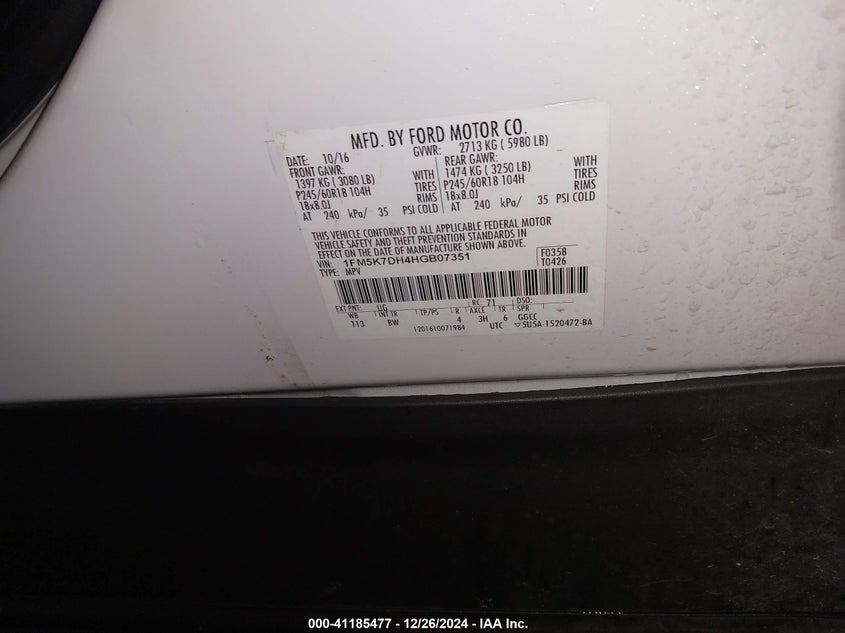 MFD. BY FORD MOTOR CO.
DATE: 10/16 GVWR: 2713 KG ( 5980 LB)
FRONT GAWR: REAR GAWR:
1397 KG ( 3080 LB) WITH 1474 KG ( 3250 LB) WITH
P245/60R18 104H TIRES P245/60R18 104H TIRES
18x8.0J RIMS 18x8.0J RIMS
AT 240 kPa/ 35 PSI COLD AT 240 kPa/ 35 PSI COLD
THIS VEHICLE CONFORMS TO ALL APPLICABLE FEDERAL MOTOR
VEHICLE SAFETY AND THEFT PREVENTION STANDARDS IN
EFFECT ON THE DATE OF MANUFACTURE SHOWN ABOVE.
VIN: 1FM5K7DH4HGB07351 F0358
TYPE: MPV T0426
EXT PNT: UG RC: 71 DSO:
WB INT TR TP/PS R AXLE TR SPR
113 BW 4 3H 6 GGCC
1201610071984 UTC ▽5U5A-1520472-BA
000-41185477 - 12/26/2024 - IAA Inc.